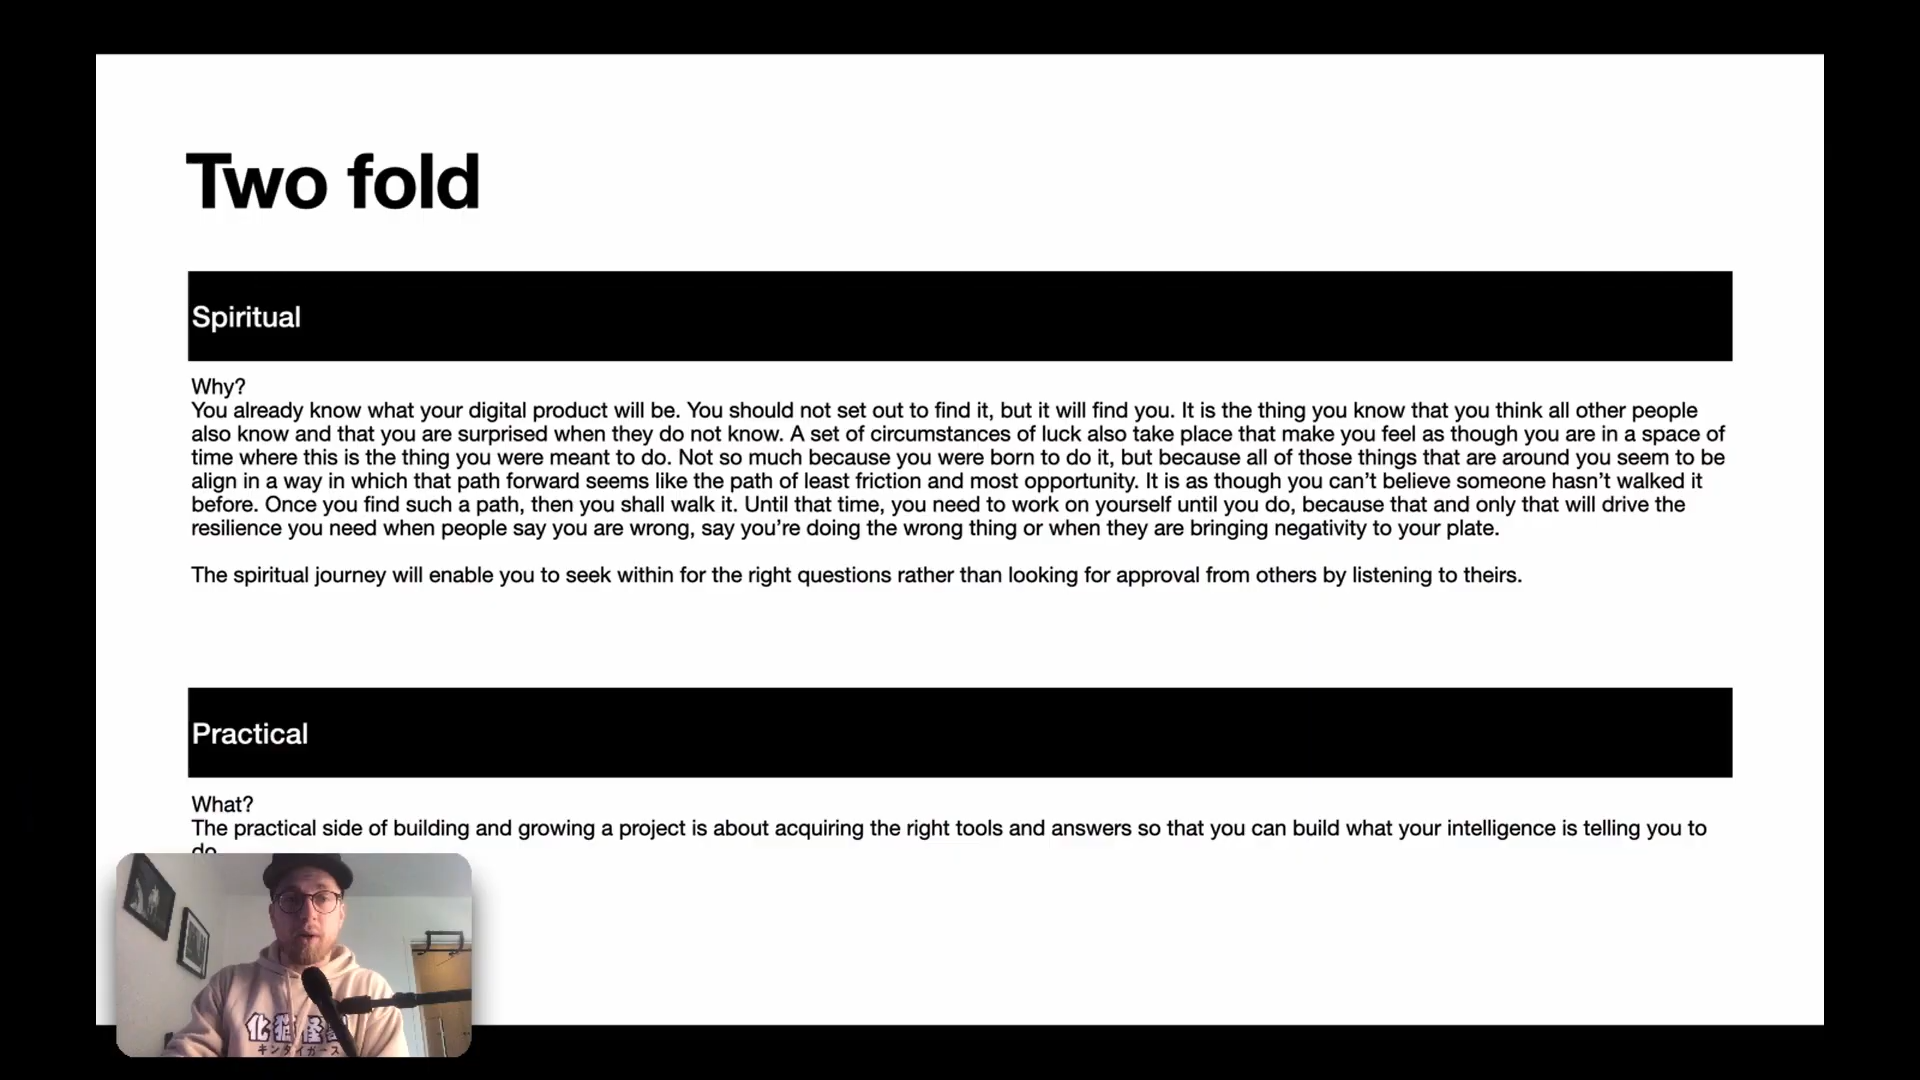 Two fold
Spiritual
Why?
You already know what your digital product will be. You should not set out to find it, but it will find you. It is the thing you know that you think all other people
also know and that you are surprised when they do not know. A set of circumstances of luck also take place that make you feel as though you are in a space of
time where this is the thing you were meant to do. Not so much because you were born to do it, but because all of those things that are around you seem to be
align in a way in which that path forward seems like the path of least friction and most opportunity. It is as though you can’t believe someone hasn’t walked it
before. Once you find such a path, then you shall walk it. Until that time, you need to work on yourself until you do, because that and only that will drive the
resilience you need when people say you are wrong, say you’re doing the wrong thing or when they are bringing negativity to your plate.
The spiritual journey will enable you to seek within for the right questions rather than looking for approval from others by listening to theirs.
Practical
What?
The practical side of building and growing a project is about acquiring the right tools and answers so that you can build what your intelligence is telling you to
do
化猫怪